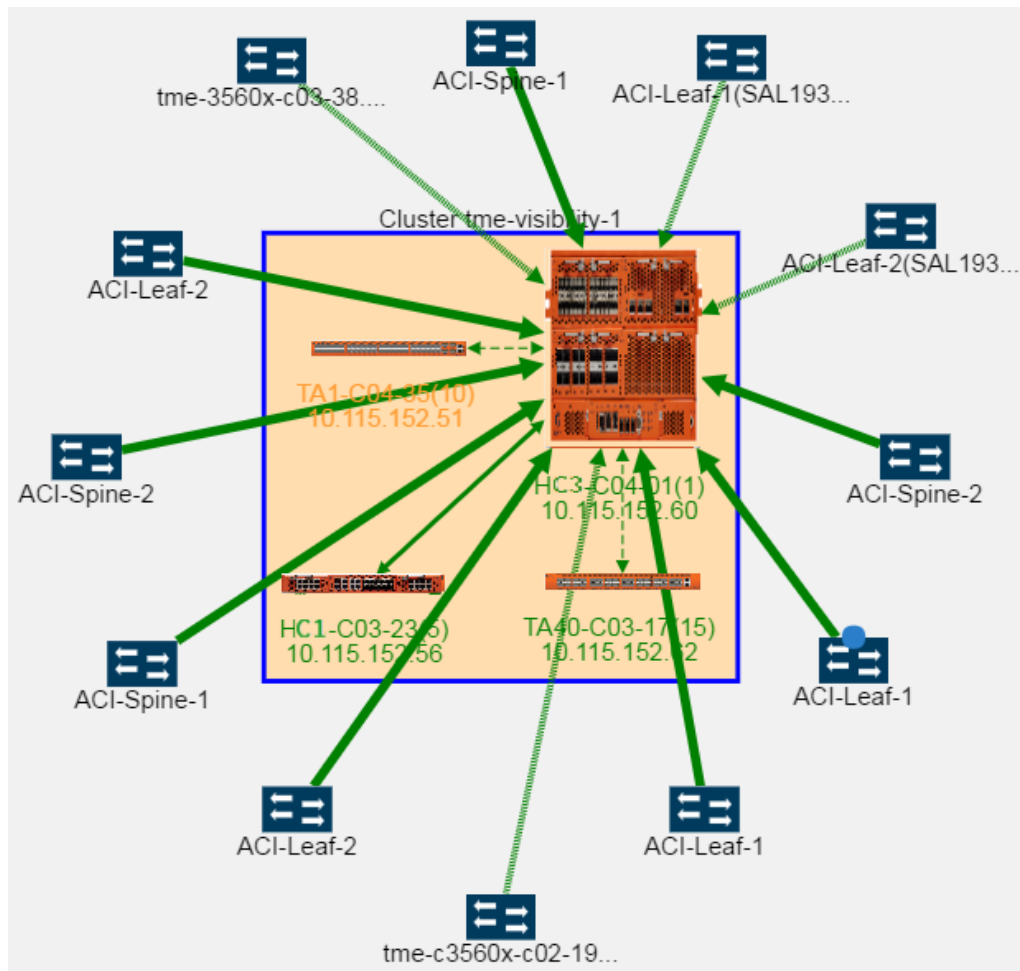 ACI-Spine-1
tme-3560x-c03-38....
ACI-Leaf-1(SAL193...
Cluster tme-visibility-1
ACI-Leaf-2(SAL193...
ACI-Leaf-2
TA1-C04-35(10)
10.115.152.51
ACI-Spine-2
HC3-C04-01(1)
10.115.152.60
ACI-Spine-2
HC1-C03-23(5)
10.115.152.56
TA40-C03-17(15)
10.115.152.62
ACI-Spine-1
ACI-Leaf-1
ACI-Leaf-2
ACI-Leaf-1
tme-c3560x-c02-19...